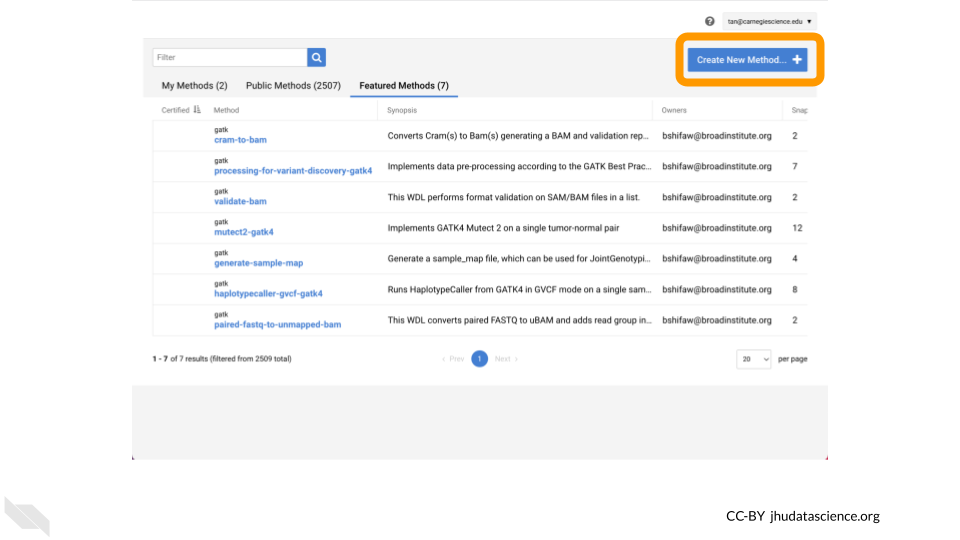 tan@carnegiescience.edu ▼
Filter
Create New Method... +
My Methods (2) Public Methods (2507) Featured Methods (7)
Certified Method Synopsis Owners Snap
gatk
cram-to-bam Converts Cram(s) to Bam(s) generating a BAM and validation rep... bshifaw@broadinstitute.org 2
gatk
processing-for-variant-discovery-gatk4 Implements data pre-processing according to the GATK Best Prac... bshifaw@broadinstitute.org 7
gatk
validate-bam This WDL performs format validation on SAM/BAM files in a list. bshifaw@broadinstitute.org 2
gatk
mutect2-gatk4 Implements GATK4 Mutect 2 on a single tumor-normal pair bshifaw@broadinstitute.org 12
gatk
generate-sample-map Generate a sample_map file, which can be used for JointGenotypi... bshifaw@broadinstitute.org 4
gatk
haplotypecaller-gvcf-gatk4 Runs HaplotypeCaller from GATK4 in GVCF mode on a single sam... bshifaw@broadinstitute.org 8
gatk
paired-fastq-to-unmapped-bam This WDL converts paired FASTQ to uBAM and adds read group in... bshifaw@broadinstitute.org 2
1 - 7 of 7 results (filtered from 2509 total) ‹ Prev 1 Next › 20 per page
CC-BY jhudatascience.org